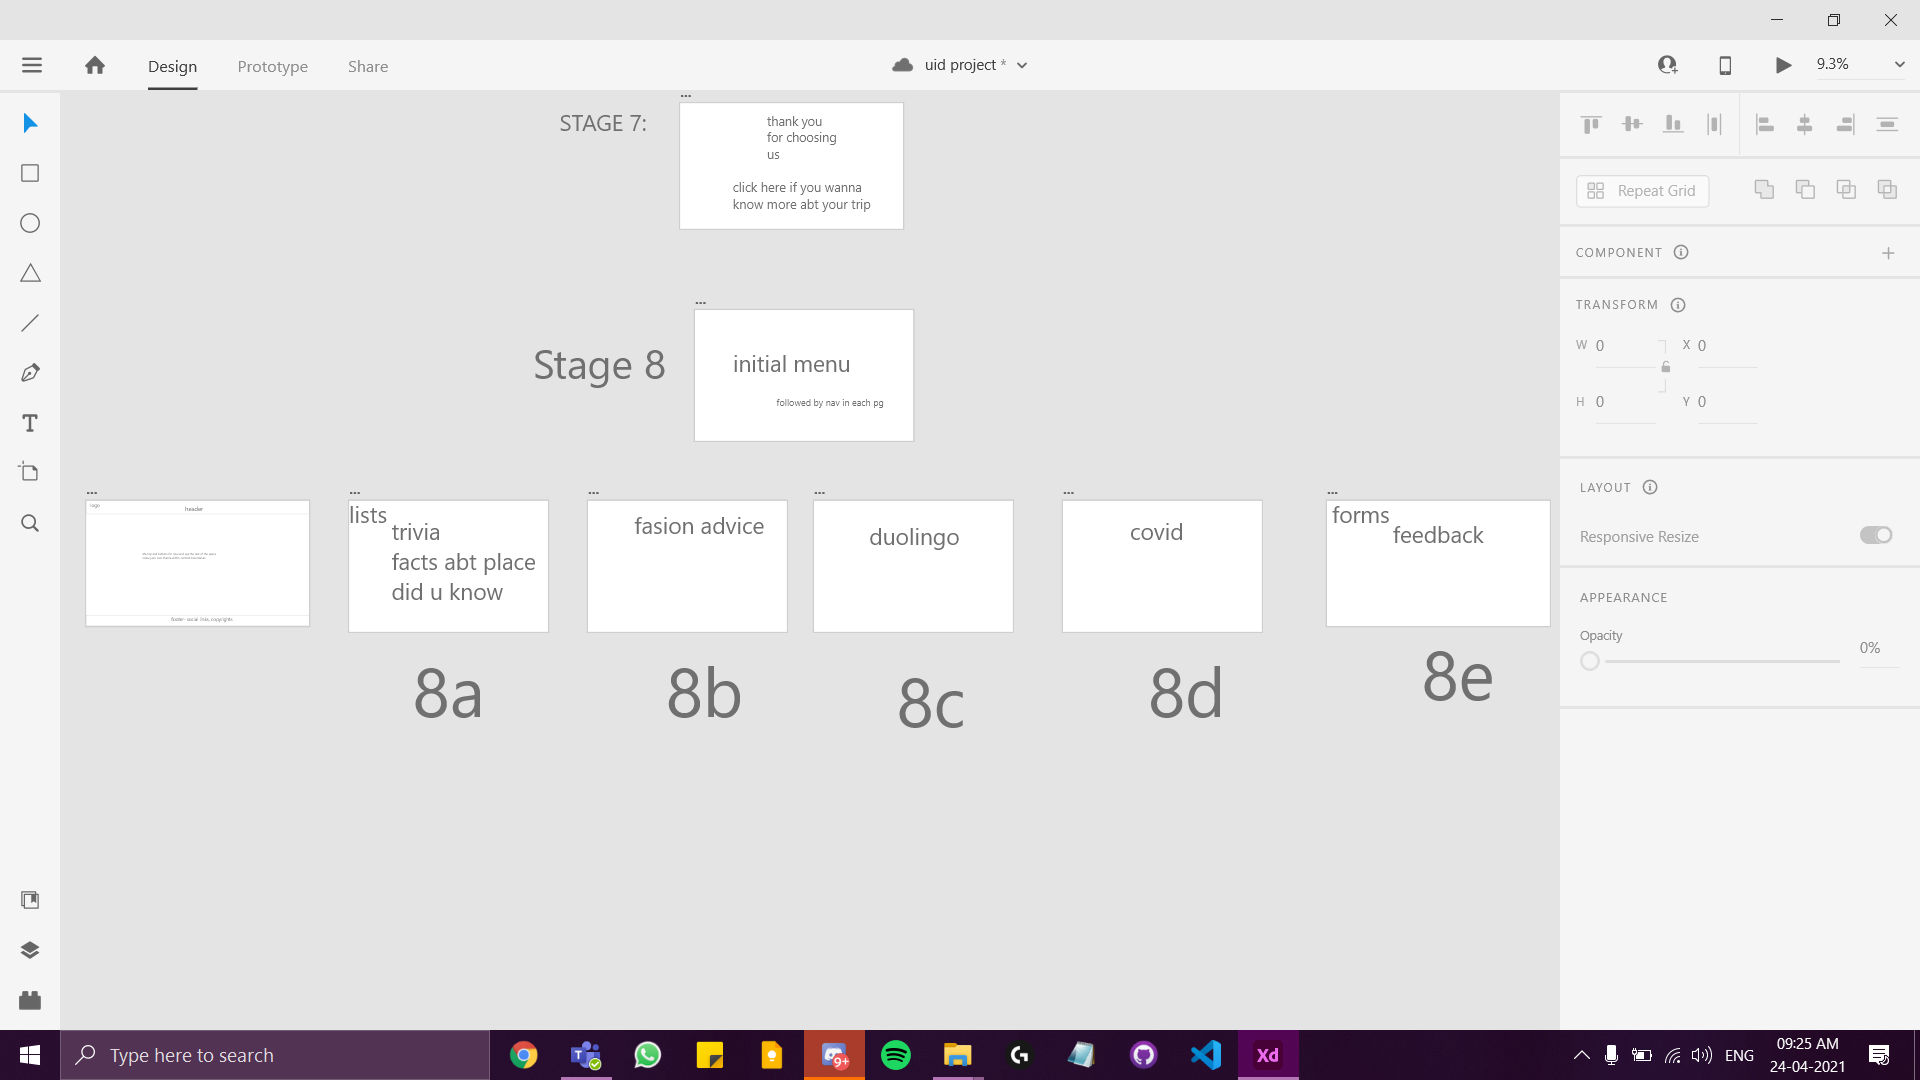 Design
Prototype
Share
uid project *
9.3%
STAGE 7:
thank you
for choosing
us
click here if you wanna
know more abt your trip
Repeat Grid
COMPONENT
TRANSFORM
W 0
X 0
H 0
Y 0
Stage 8
initial menu
followed by nav in each pg
LAYOUT
Responsive Resize
APPEARANCE
Opacity
0%
logo
header
footer- social links, copyrights
lists
trivia
facts abt place
did u know
fasion advice
duolingo
covid
forms
feedback
8a
8b
8c
8d
8e
Type here to search
9+
Xd
ENG
09:25 AM
24-04-2021